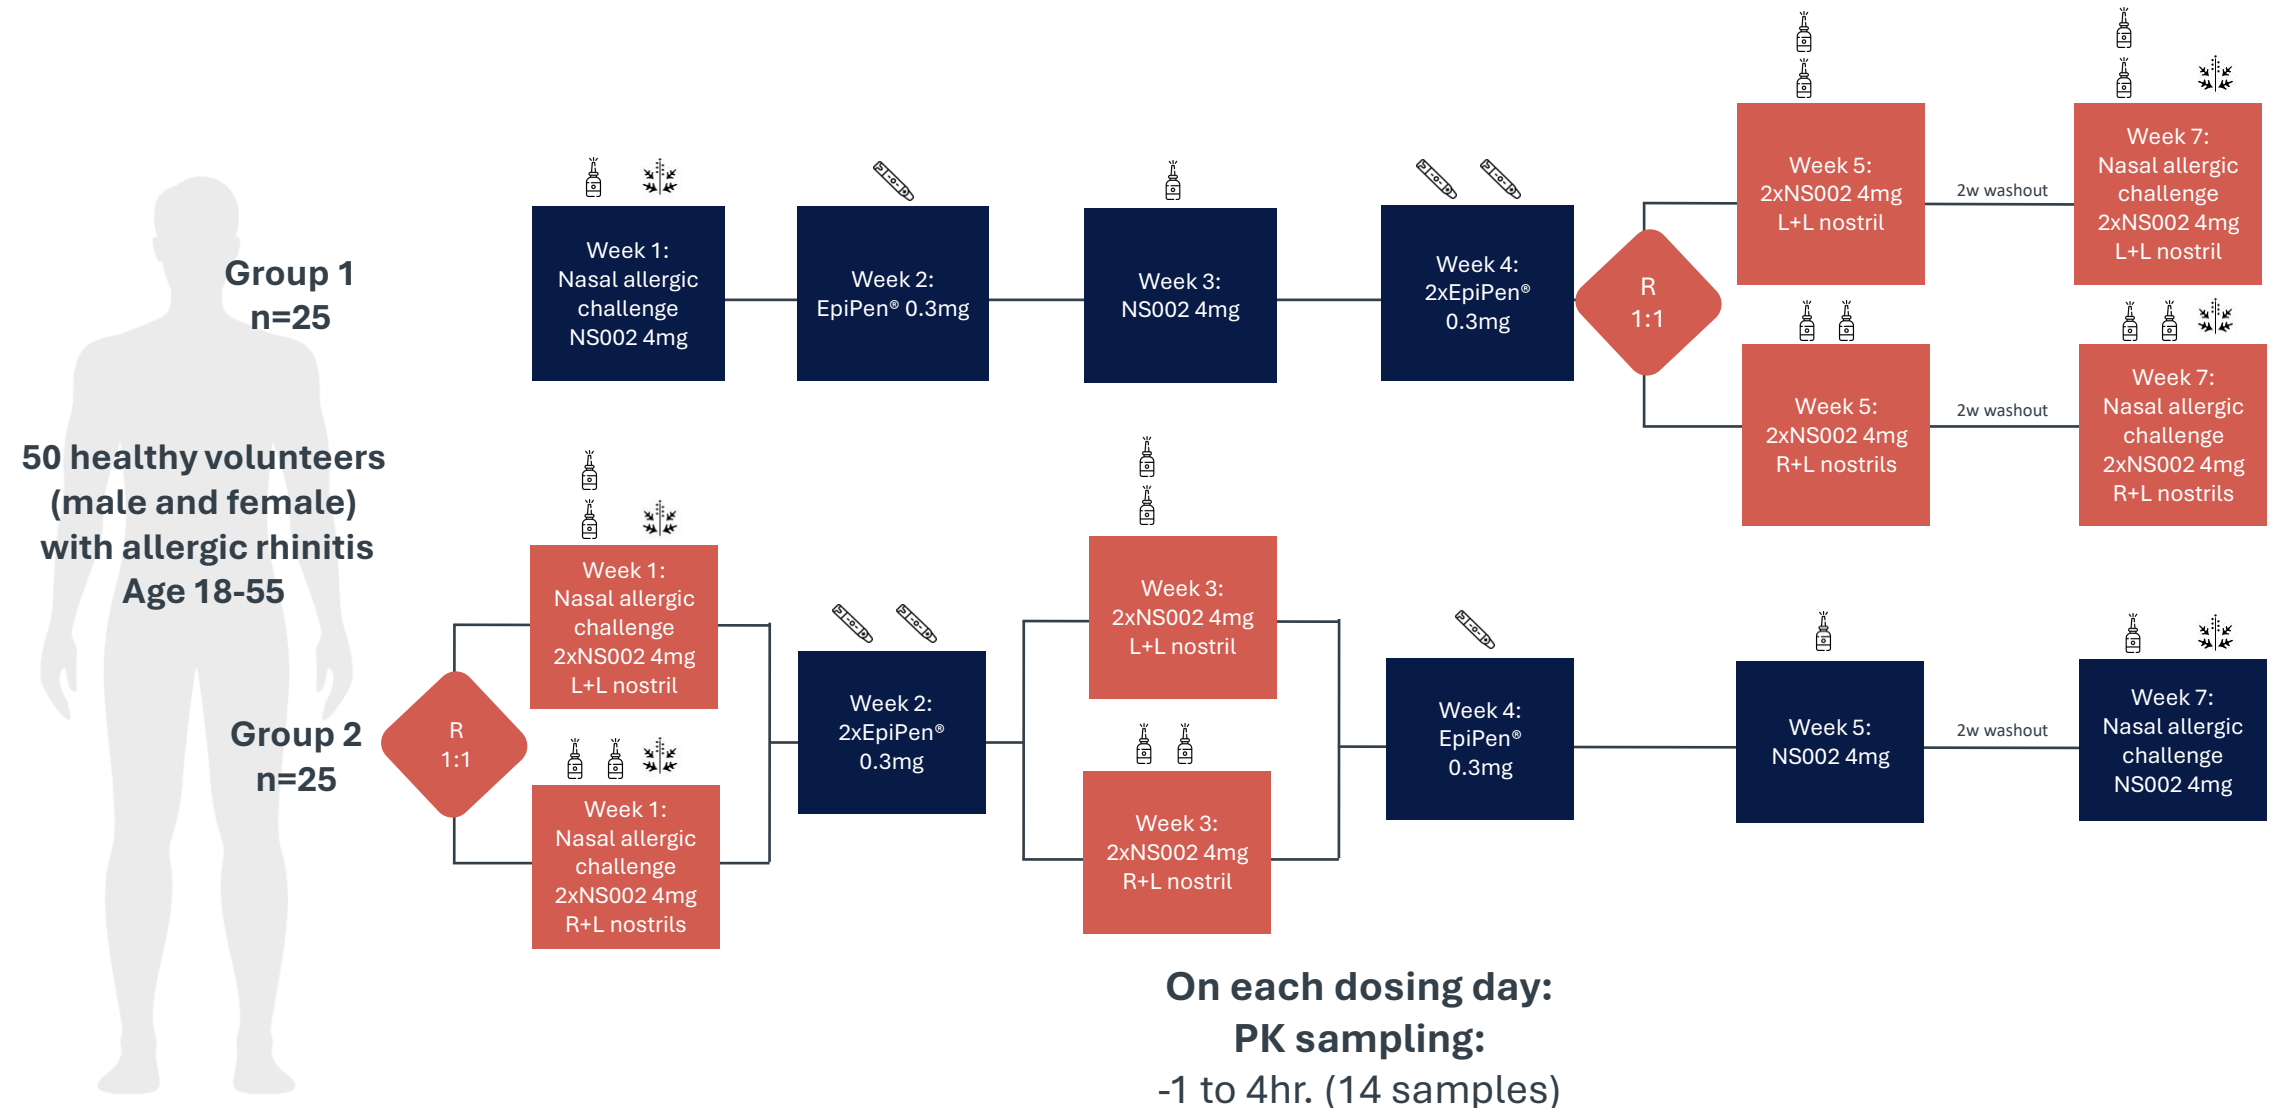 50 healthy volunteers
(male and female)
with allergic rhinitis
Age 18-55
Group 1
n=25
Week 1:
Nasal allergic
challenge
NS002 4mg
Week 2:
EpiPen® 0.3mg
Week 3:
NS002 4mg
Week 4:
2xEpiPen®
0.3mg
R
1:1
Week 5:
2xNS002 4mg
L+L nostril
2w washout
Week 7:
Nasal allergic
challenge
2xNS002 4mg
L+L nostril
Week 5:
2xNS002 4mg
R+L nostrils
2w washout
Week 7:
Nasal allergic
challenge
2xNS002 4mg
R+L nostrils
Group 2
n=25
R
1:1
Week 1:
Nasal allergic
challenge
2xNS002 4mg
L+L nostril
Week 1:
Nasal allergic
challenge
2xNS002 4mg
R+L nostrils
Week 2:
2xEpiPen®
0.3mg
Week 3:
2xNS002 4mg
L+L nostril
Week 3:
2xNS002 4mg
R+L nostril
Week 4:
EpiPen®
0.3mg
Week 5:
NS002 4mg
2w washout
Week 7:
Nasal allergic
challenge
NS002 4mg
On each dosing day:
PK sampling:
-1 to 4hr. (14 samples)